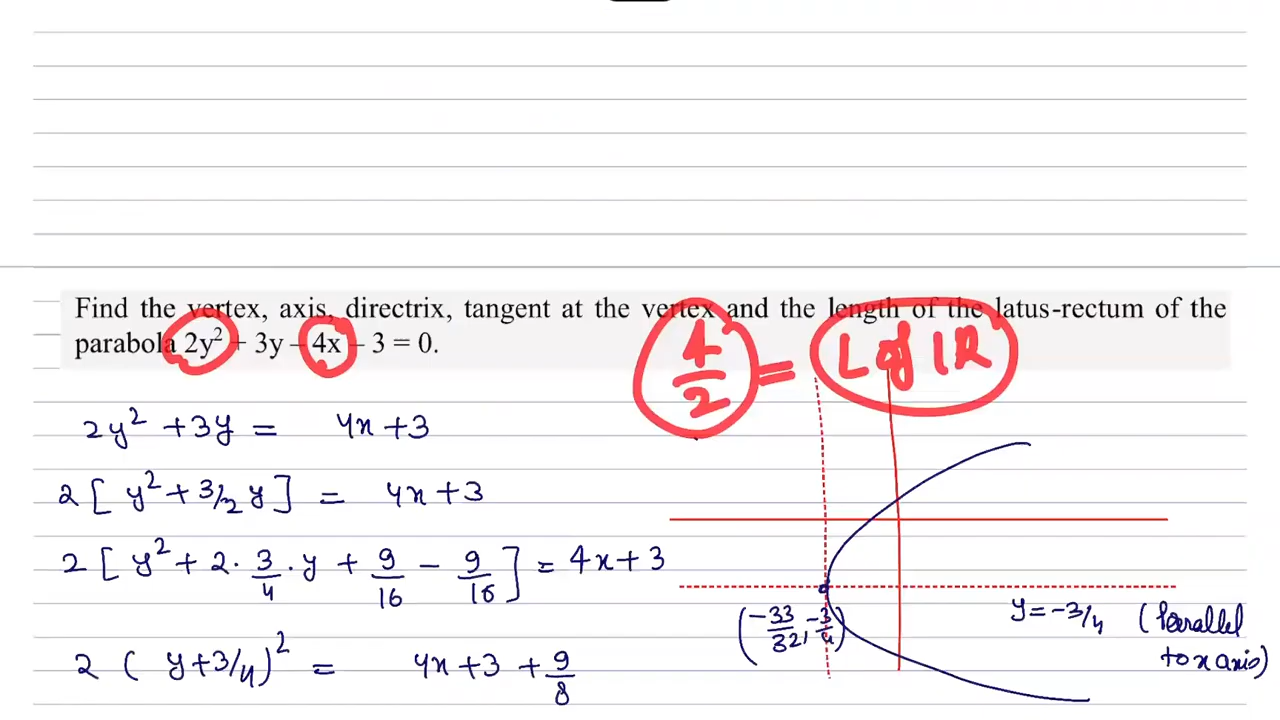 Find the vertex, axis, directrix, tangent at the vertex and the length of the latus-rectum of the
parabola 2y² + 3y – 4x – 3 = 0.
4/2 = L of LR
2y² + 3y = 4x + 3
2 [ y² + 3/2 y ] = 4x + 3
2 [ y² + 2 · 3/4 · y + 9/16 – 9/16 ] = 4x + 3
(-33/32, -3/4)
y = -3/4 (Parallel
to x axis)
2 ( y + 3/4 )² = 4x + 3 + 9/8